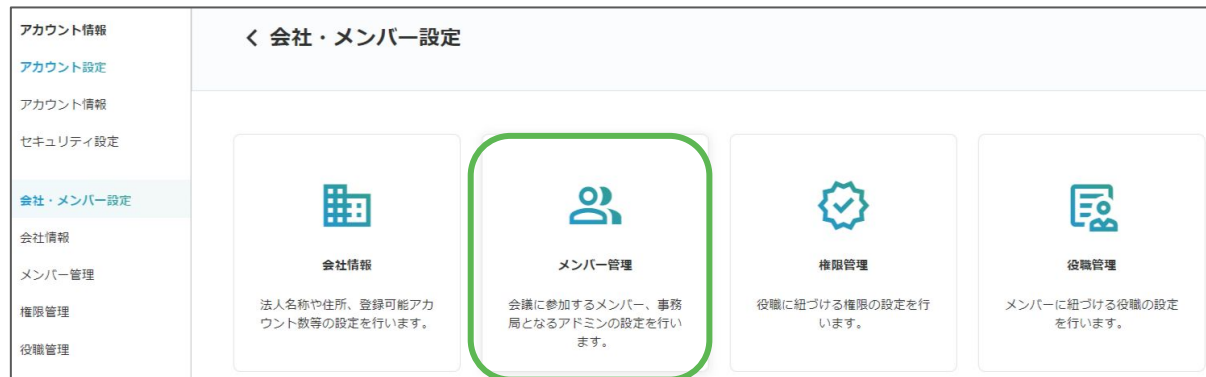 アカウント情報
アカウント設定
アカウント情報
セキュリティ設定
会社・メンバー設定
会社情報
メンバー管理
権限管理
役職管理
会社・メンバー設定
会社情報
法人名称や住所、登録可能アカ
ウント数等の設定を行います。
メンバー管理
会議に参加するメンバー、事務
局となるアドミンの設定を行い
ます。
権限管理
役職に紐づける権限の設定を行
います。
役職管理
メンバーに紐づける役職の設定
を行います。